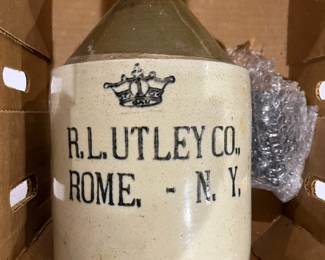 R.L.UTLEY CO.,
ROME. - N. Y.